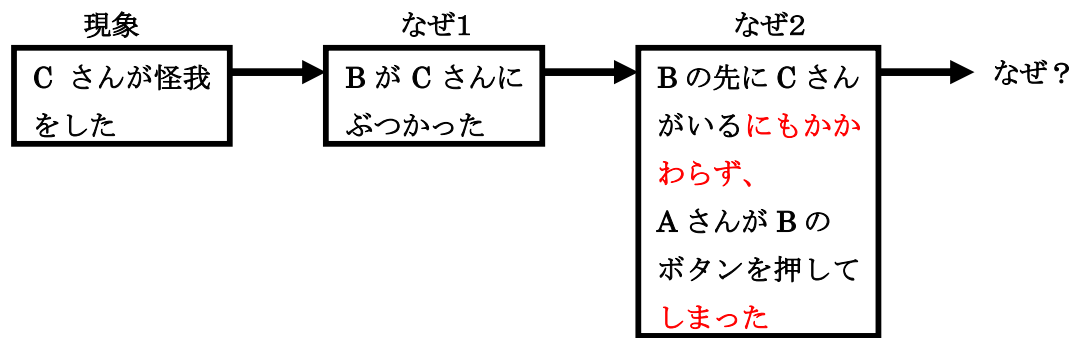 現象
C さんが怪我
をした
なぜ1
B が C さんに
ぶつかった
なぜ2
B の先に C さん
がいるにもかか
わらず、
A さんが B の
ボタンを押して
しまった
なぜ？